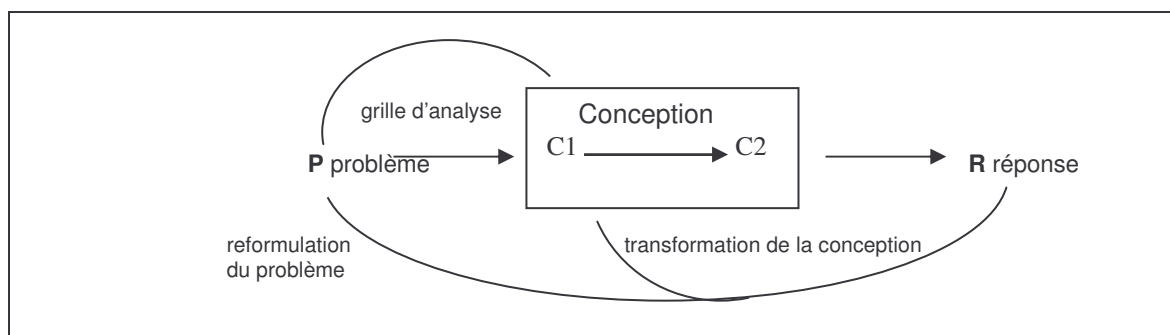 grille d'analyse
Conception
C1 C2
P problème
R réponse
reformulation
du problème
transformation de la conception